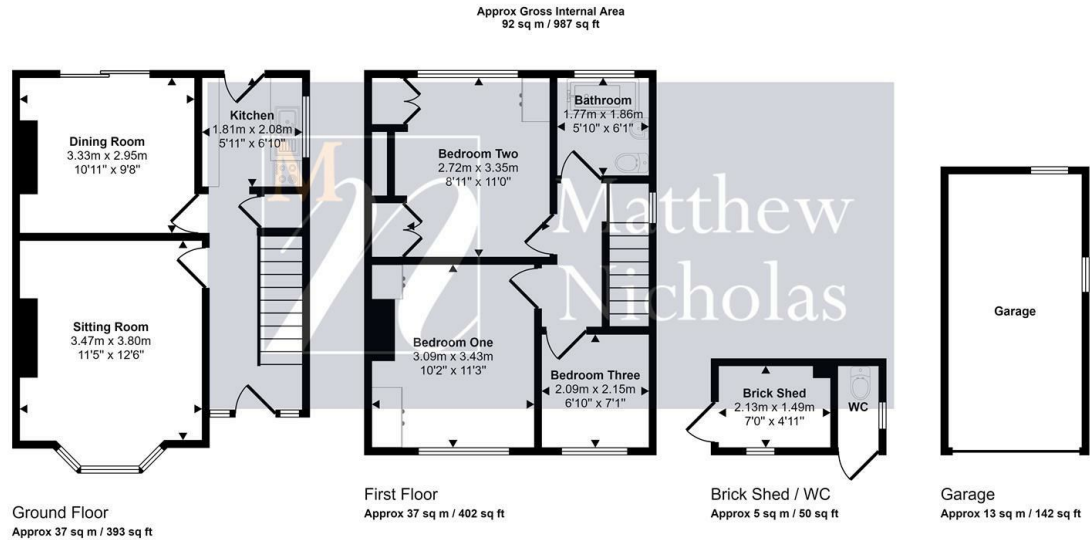 Approx Gross Internal Area
92 sq m / 987 sq ft
Dining Room
3.33m x 2.95m
10'11" x 9'8"
Kitchen
1.81m x 2.08m
5'11" x 6'10"
Sitting Room
3.47m x 3.80m
11'5" x 12'6"
Ground Floor
Approx 37 sq m / 393 sq ft
Bedroom Two
2.72m x 3.35m
8'11" x 11'0"
Bathroom
1.77m x 1.86m
5'10" x 6'1"
Bedroom One
3.09m x 3.43m
10'2" x 11'3"
Bedroom Three
2.09m x 2.15m
6'10" x 7'1"
First Floor
Approx 37 sq m / 402 sq ft
M
m
Matthew
Nicholas
Brick Shed
2.13m x 1.49m
7'0" x 4'11"
WC
Brick Shed / WC
Approx 5 sq m / 50 sq ft
Garage
Garage
Approx 13 sq m / 142 sq ft